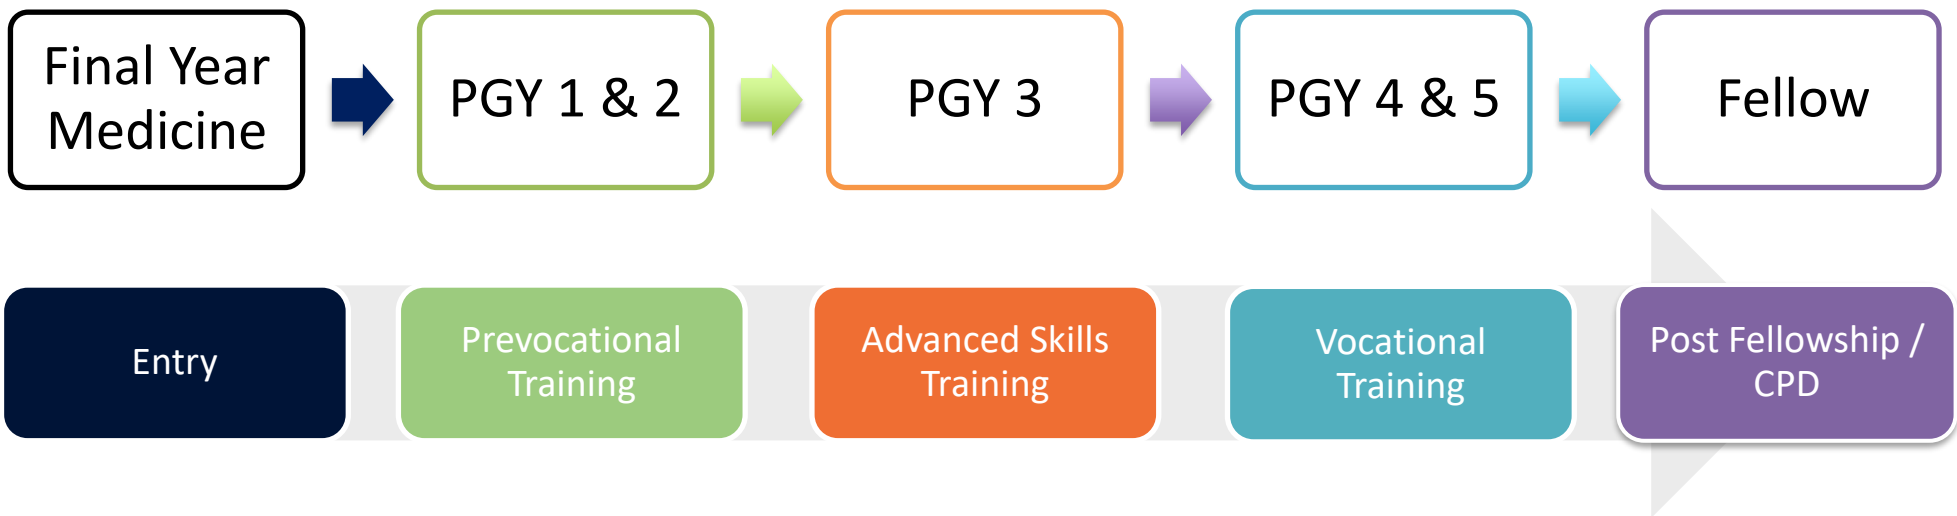 Final Year
Medicine
PGY 1 & 2
PGY 3
PGY 4 & 5
Fellow
Entry
Prevocational
Training
Advanced Skills
Training
Vocational
Training
Post Fellowship /
CPD